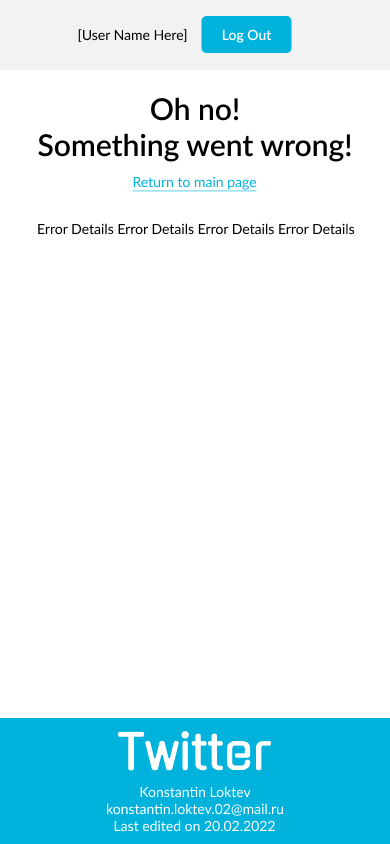 [User Name Here]
Log Out
Oh no!
Something went wrong!
Return to main page
Error Details Error Details Error Details Error Details
Twitter
Konstantin Loktev
konstantin.loktev.02@mail.ru
Last edited on 20.02.2022